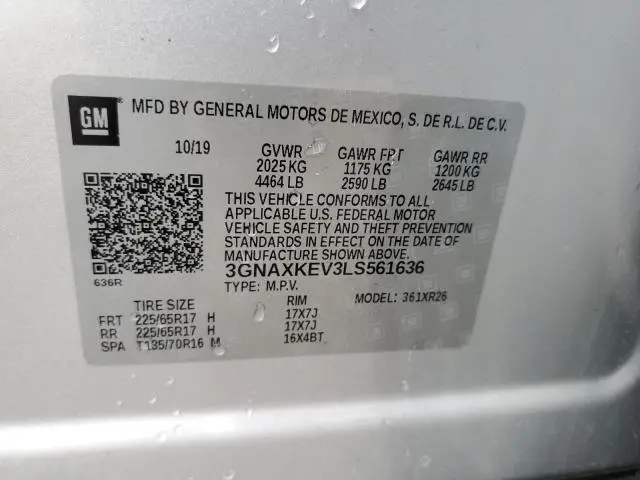 GM
MFD BY GENERAL MOTORS DE MEXICO, S. DE R.L. DE C.V.
10/19 GVWR GAWR FRT GAWR RR
2025 KG 1175 KG 1200 KG
4464 LB 2590 LB 2645 LB
THIS VEHICLE CONFORMS TO ALL
APPLICABLE U.S. FEDERAL MOTOR
VEHICLE SAFETY AND THEFT PREVENTION
STANDARDS IN EFFECT ON THE DATE OF
MANUFACTURE SHOWN ABOVE.
3GNAXKEV3LS561636
636R
TYPE: M.P.V. MODEL: 361XR26
TIRE SIZE RIM
FRT 225/65R17 H 17X7J
RR 225/65R17 H 17X7J
SPA T135/70R16 M 16X4BT